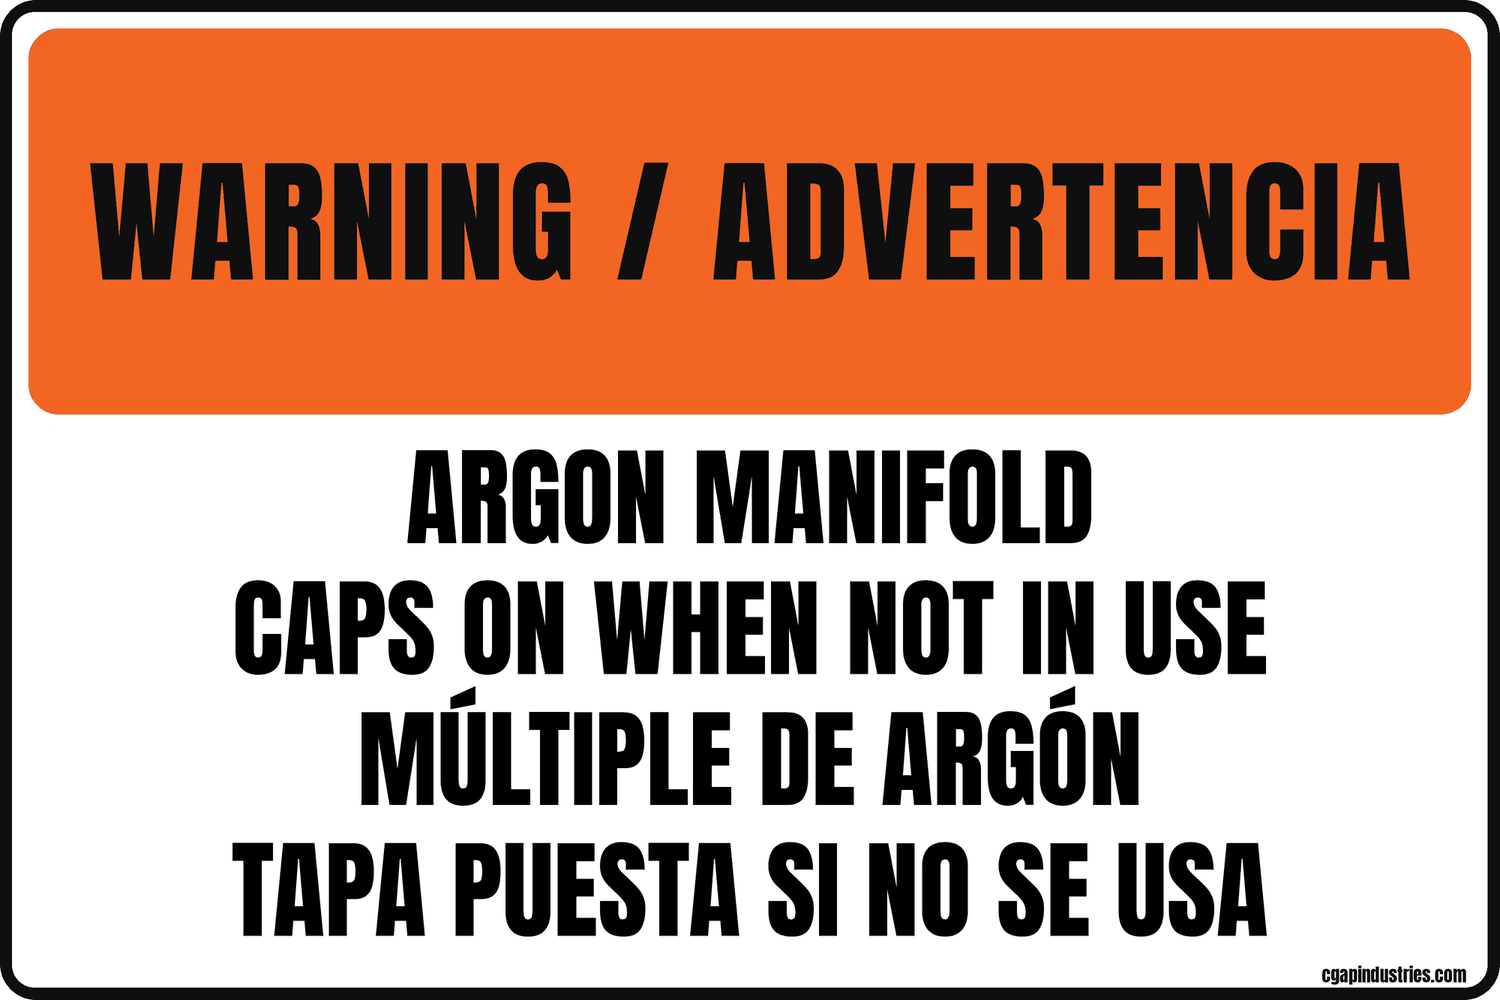 WARNING / ADVERTENCIA
ARGON MANIFOLD
CAPS ON WHEN NOT IN USE
MÚLTIPLE DE ARGÓN
TAPA PUESTA SI NO SE USA
cgapindustries.com